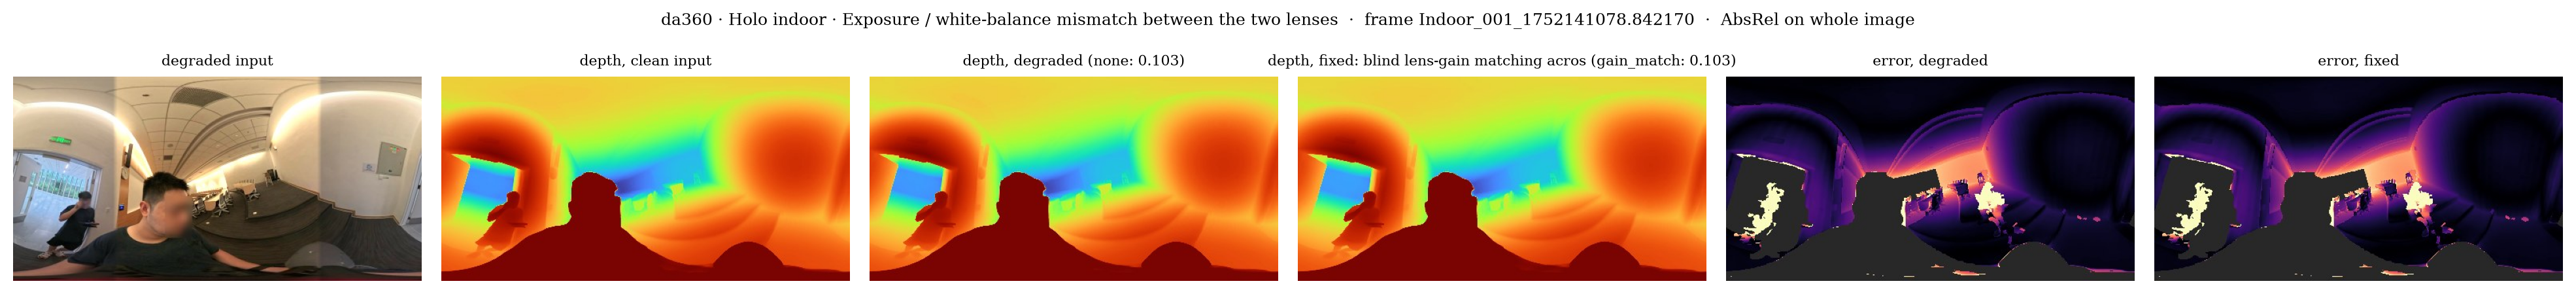 da360 · Holo indoor · Exposure / white-balance mismatch between the two lenses · frame Indoor_001_1752141078.842170 · AbsRel on whole image
degraded input
depth, clean input
depth, degraded (none: 0.103)
depth, fixed: blind lens-gain matching acros (gain_match: 0.103)
error, degraded
error, fixed